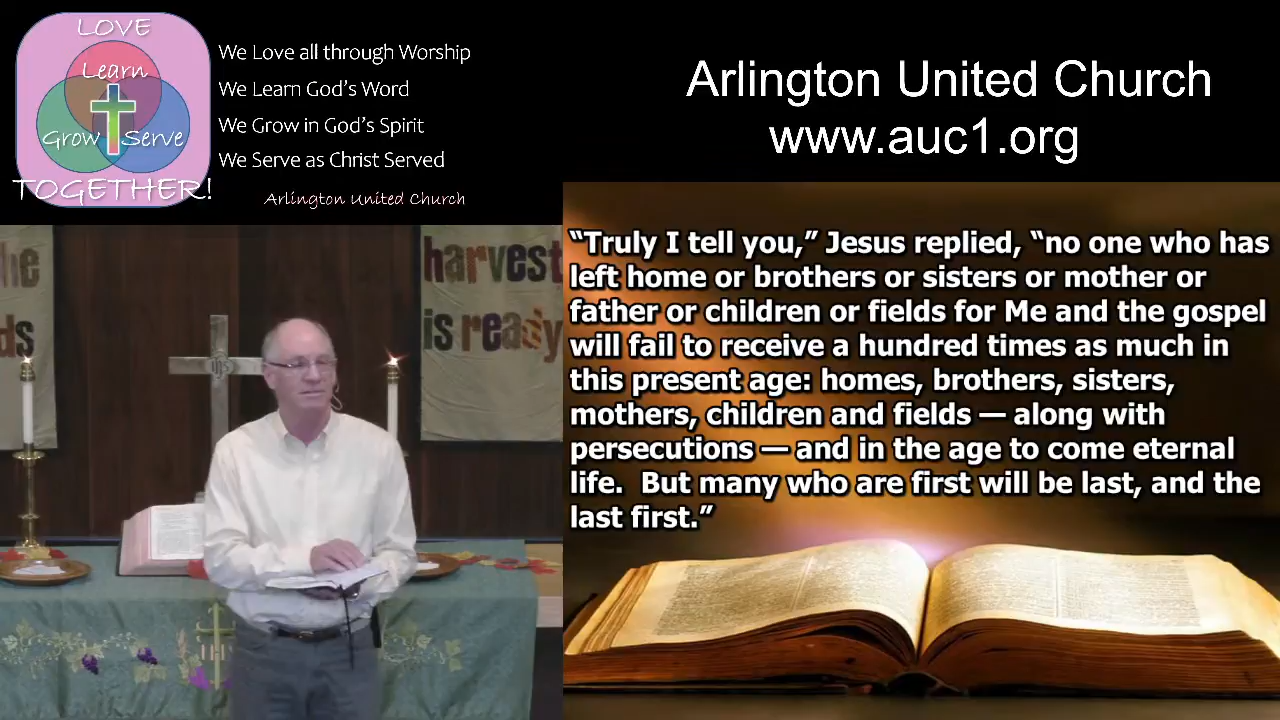 LOVE
Learn
Grow Serve
TOGETHER!
We Love all through Worship
We Learn God's Word
We Grow in God's Spirit
We Serve as Christ Served
Arlington United Church
Arlington United Church
www.auc1.org
he
ds
harvest
is ready
IHS
“Truly I tell you,” Jesus replied, “no one who has
left home or brothers or sisters or mother or
father or children or fields for Me and the gospel
will fail to receive a hundred times as much in
this present age: homes, brothers, sisters,
mothers, children and fields — along with
persecutions — and in the age to come eternal
life.  But many who are first will be last, and the
last first.”